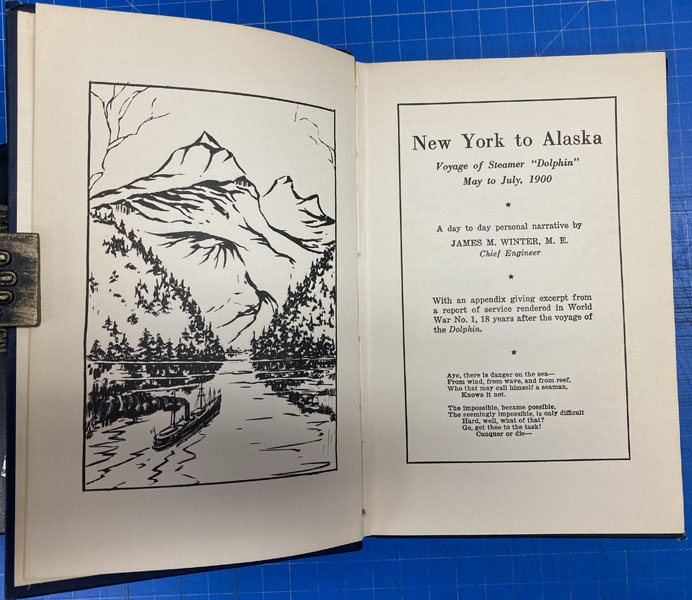 New York to Alaska
Voyage of Steamer "Dolphin"
May to July, 1900
A day to day personal narrative by
JAMES M. WINTER, M. E.
Chief Engineer
With an appendix giving excerpt from
a report of service rendered in World
War No. 1, 18 years after the voyage of
the Dolphin.
Aye, there is danger on the sea—
From wind, from wave, and from reef,
Who that may call himself a seaman,
Knows it not.
The impossible, became possible,
The seemingly impossible, is only difficult
Hard, well, what of that?
Go, get thee to the task!
Conquer or die—